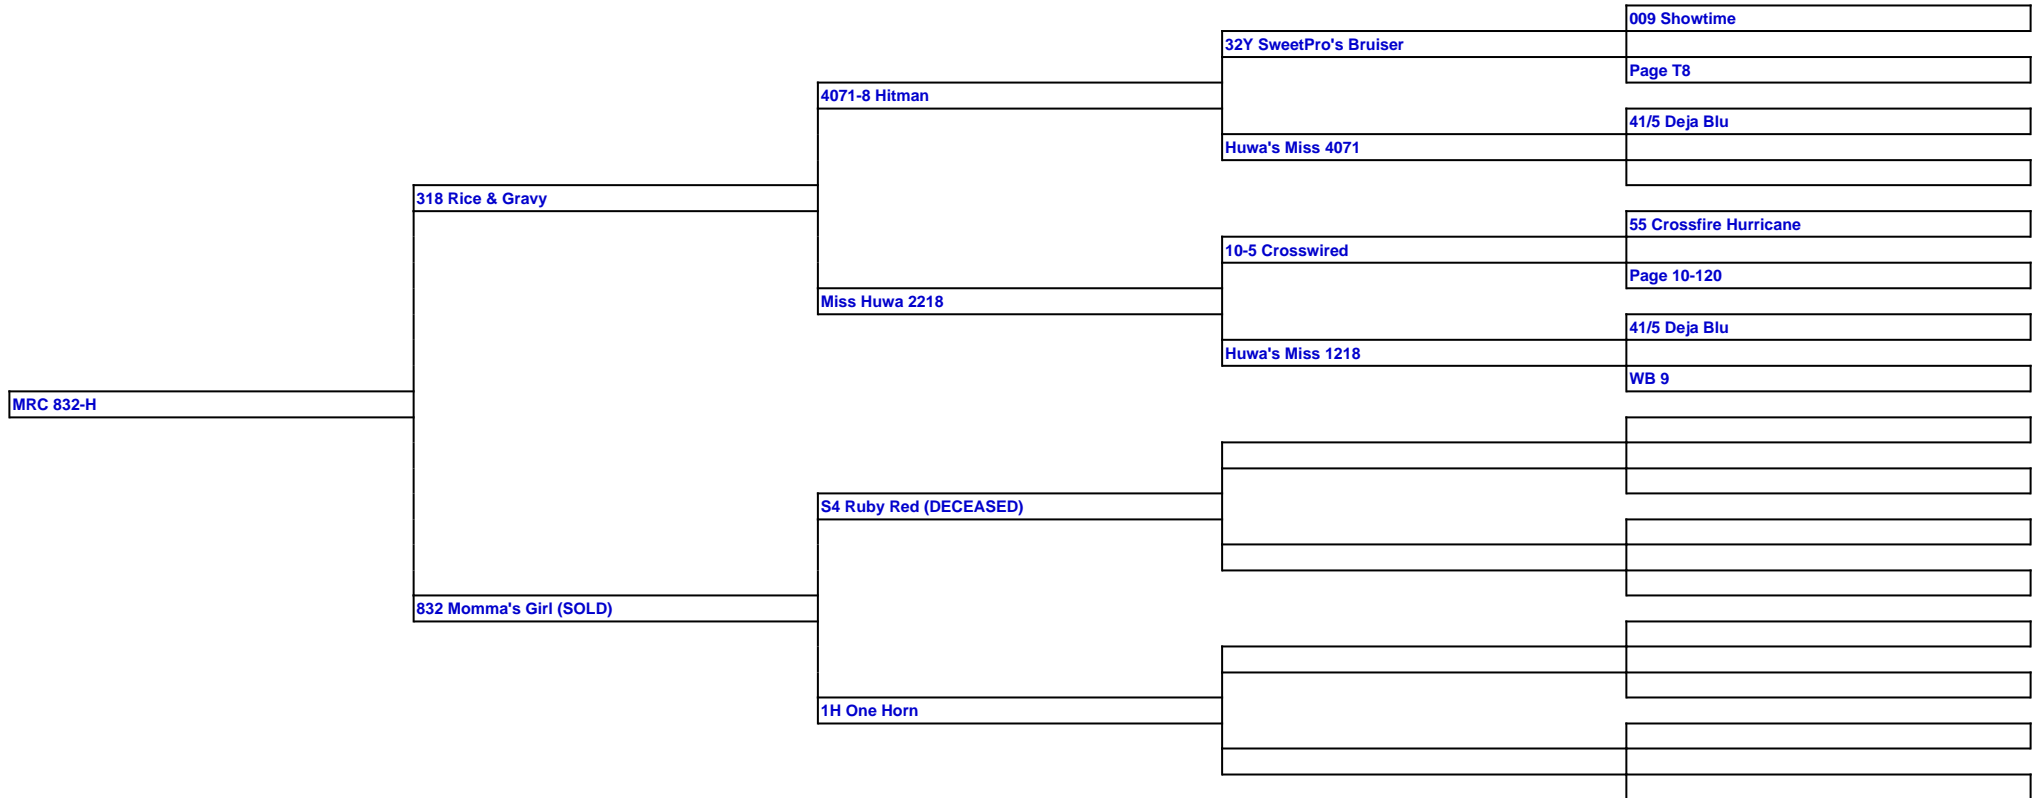 009 Showtime
32Y SweetPro's Bruiser
Page T8
4071-8 Hitman
41/5 Deja Blu
Huwa's Miss 4071
318 Rice & Gravy
55 Crossfire Hurricane
10-5 Crosswired
Page 10-120
Miss Huwa 2218
41/5 Deja Blu
Huwa's Miss 1218
WB 9
MRC 832-H
S4 Ruby Red (DECEASED)
832 Momma's Girl (SOLD)
1H One Horn